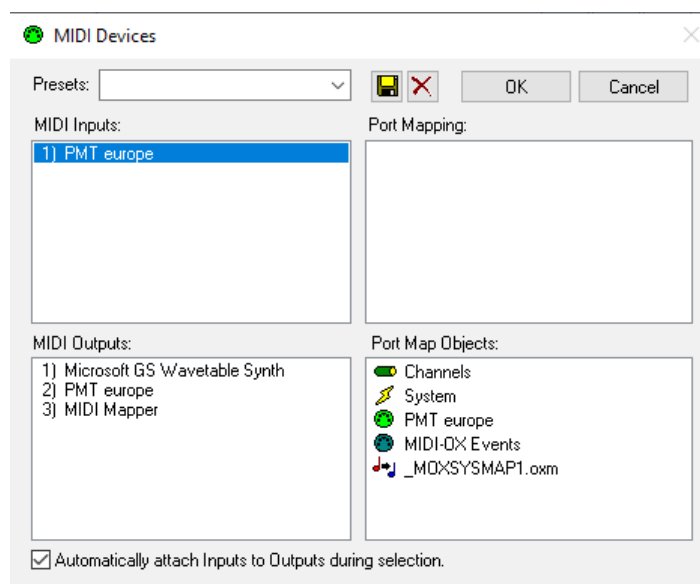 MIDI Devices
Presets:
OK
Cancel
MIDI Inputs:
1) PMT europe
Port Mapping:
MIDI Outputs:
1) Microsoft GS Wavetable Synth
2) PMT europe
3) MIDI Mapper
Port Map Objects:
Channels
System
PMT europe
MIDI-OX Events
_MOXSYSMAP1.oxm
Automatically attach Inputs to Outputs during selection.